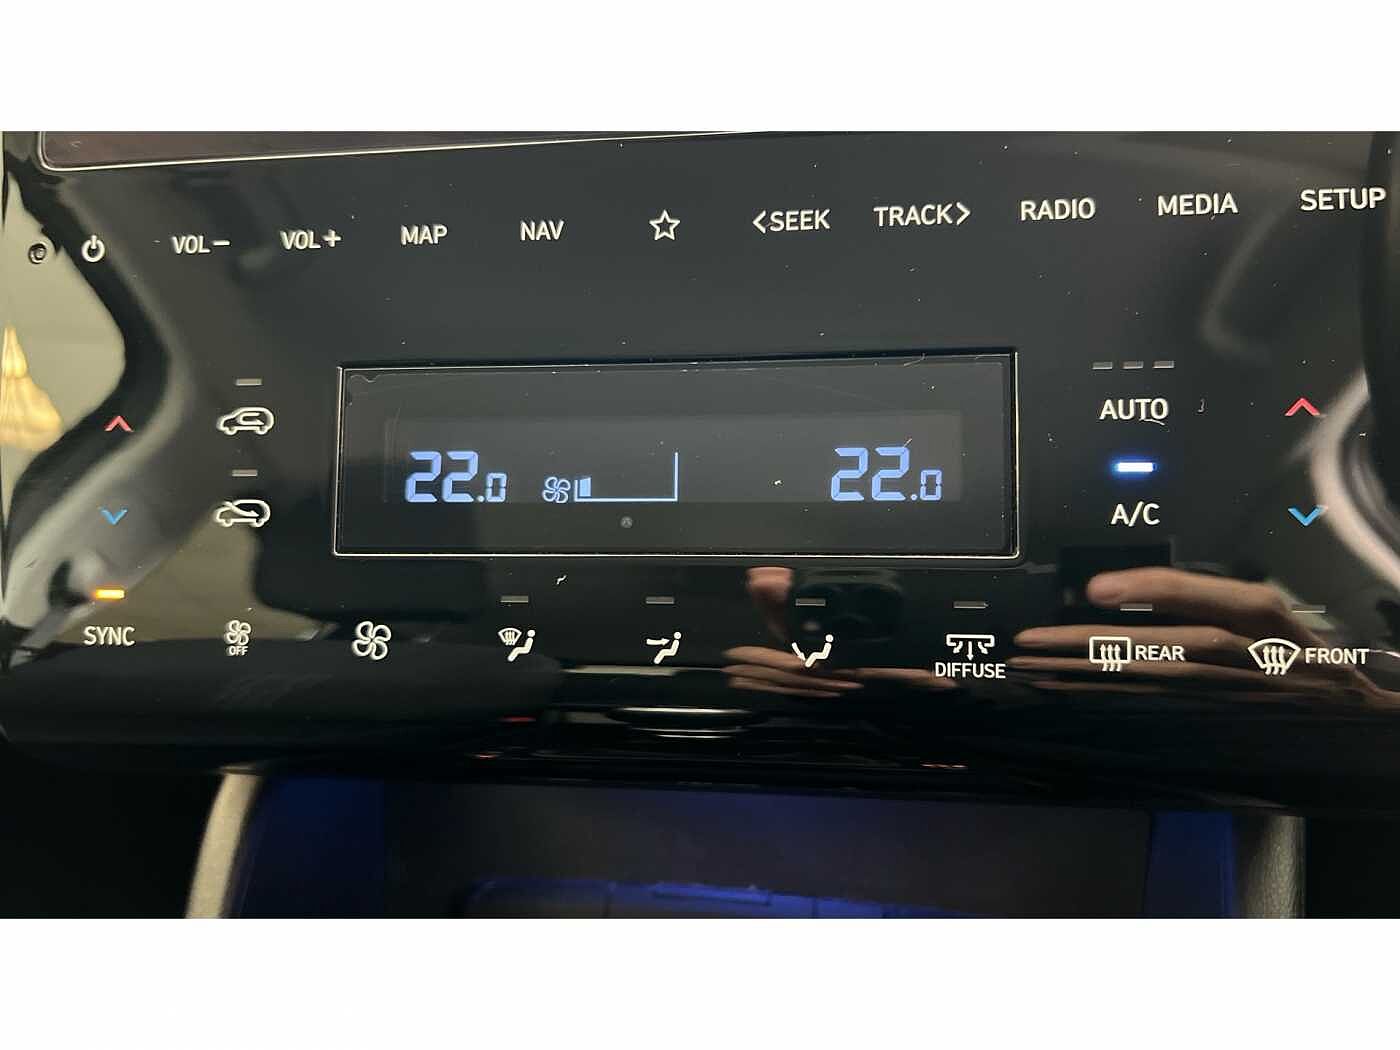 VOL− VOL+ MAP NAV <SEEK TRACK> RADIO MEDIA SETUP
AUTO
22.0 22.0
A/C
SYNC OFF DIFFUSE REAR FRONT